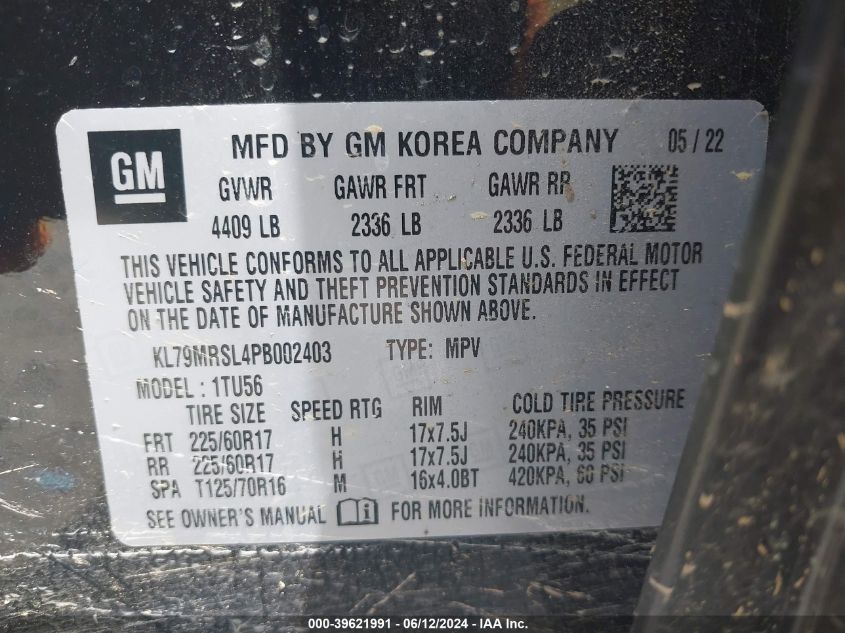 GM
MFD BY GM KOREA COMPANY 05 / 22
GVWR GAWR FRT GAWR RR
4409 LB 2336 LB 2336 LB
THIS VEHICLE CONFORMS TO ALL APPLICABLE U.S. FEDERAL MOTOR
VEHICLE SAFETY AND THEFT PREVENTION STANDARDS IN EFFECT
ON THE DATE OF MANUFACTURE SHOWN ABOVE.
KL79MRSL4PB002403 TYPE: MPV
MODEL : 1TU56
TIRE SIZE SPEED RTG RIM COLD TIRE PRESSURE
FRT 225/60R17 H 17x7.5J 240KPA, 35 PSI
RR 225/60R17 H 17x7.5J 240KPA, 35 PSI
SPA T125/70R16 M 16x4.0BT 420KPA, 60 PSI
SEE OWNER'S MANUAL FOR MORE INFORMATION.
000-39621991 - 06/12/2024 - IAA Inc.